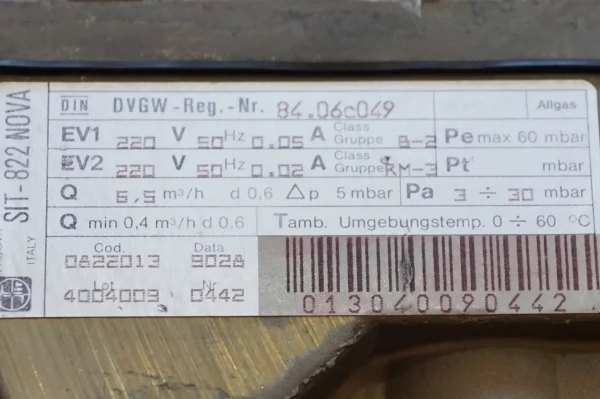 DIN DVGW-Reg.-Nr. 84.06c049 Allgas
EV1 220 V 50 Hz 0.05 A Class Gruppe B-2 Pe max 60 mbar
EV2 220 V 50 Hz 0.02 A Class Gruppe RM-3 Pt mbar
Q 5,5 m³/h d 0,6 △p 5 mbar Pa 3 ÷ 30 mbar
Q min 0,4 m³/h d 0.6 Tamb. Umgebungstemp. 0 ÷ 60 °C
Cod. Data
0822013 9028
Lot Nr
4004009 0442
013040090442
SIT-822 NOVA
ITALY